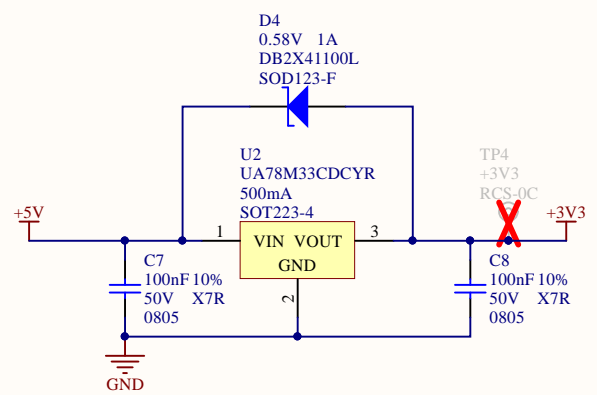 D4
0.58V 1A
DB2X41100L
SOD123-F
U2
UA78M33CDCYR
500mA
SOT223-4
TP4
+3V3
RCS-0C
+5V
+3V3
1
VIN VOUT
3
GND
2
C7
100nF 10%
50V X7R
0805
C8
100nF 10%
50V X7R
0805
GND